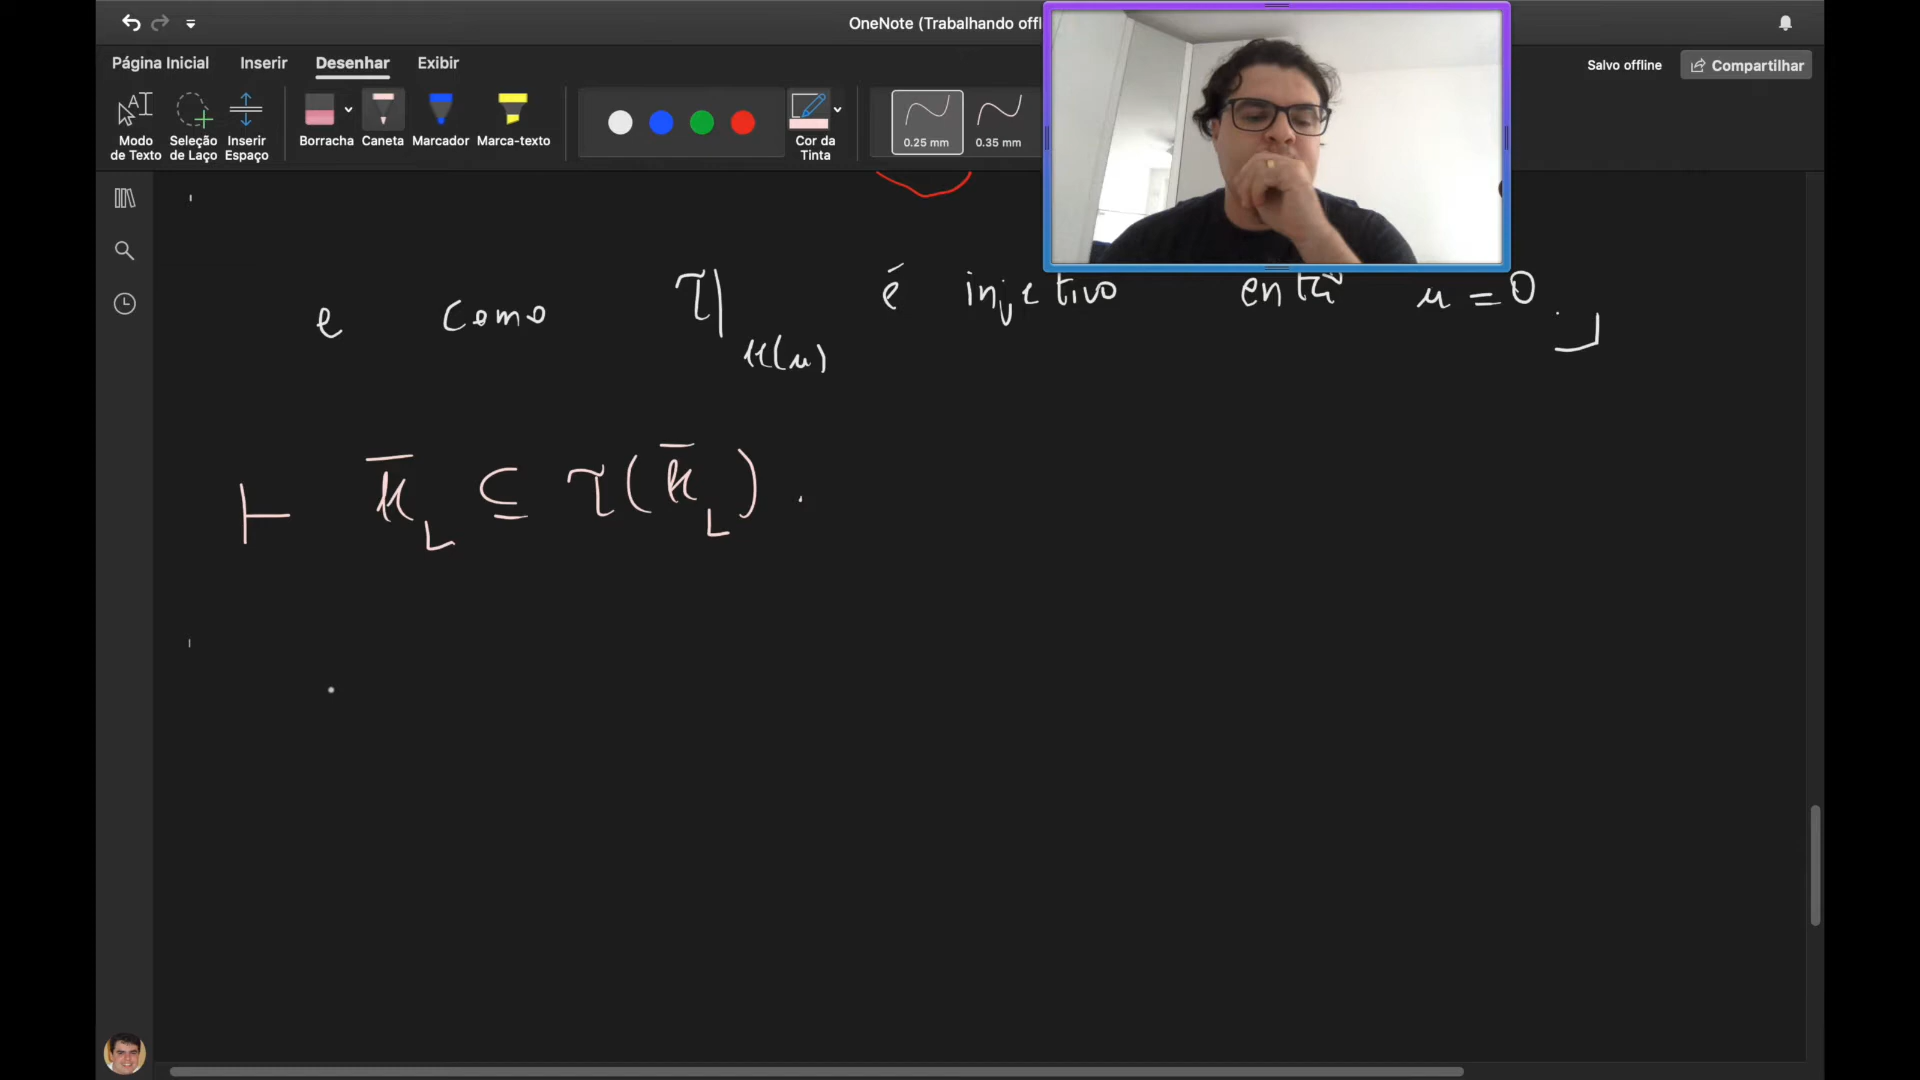 OneNote (Trabalhando offl
Página Inicial Inserir Desenhar Exibir
Salvo offline Compartilhar
Modo de Texto
Seleção de Laço
Inserir Espaço
Borracha
Caneta
Marcador
Marca-texto
Cor da Tinta
0.25 mm
0.35 mm
e como τ|_{K(u)} é injetivo então u = 0.
⊢ K̄_L ⊆ τ(K̄_L).